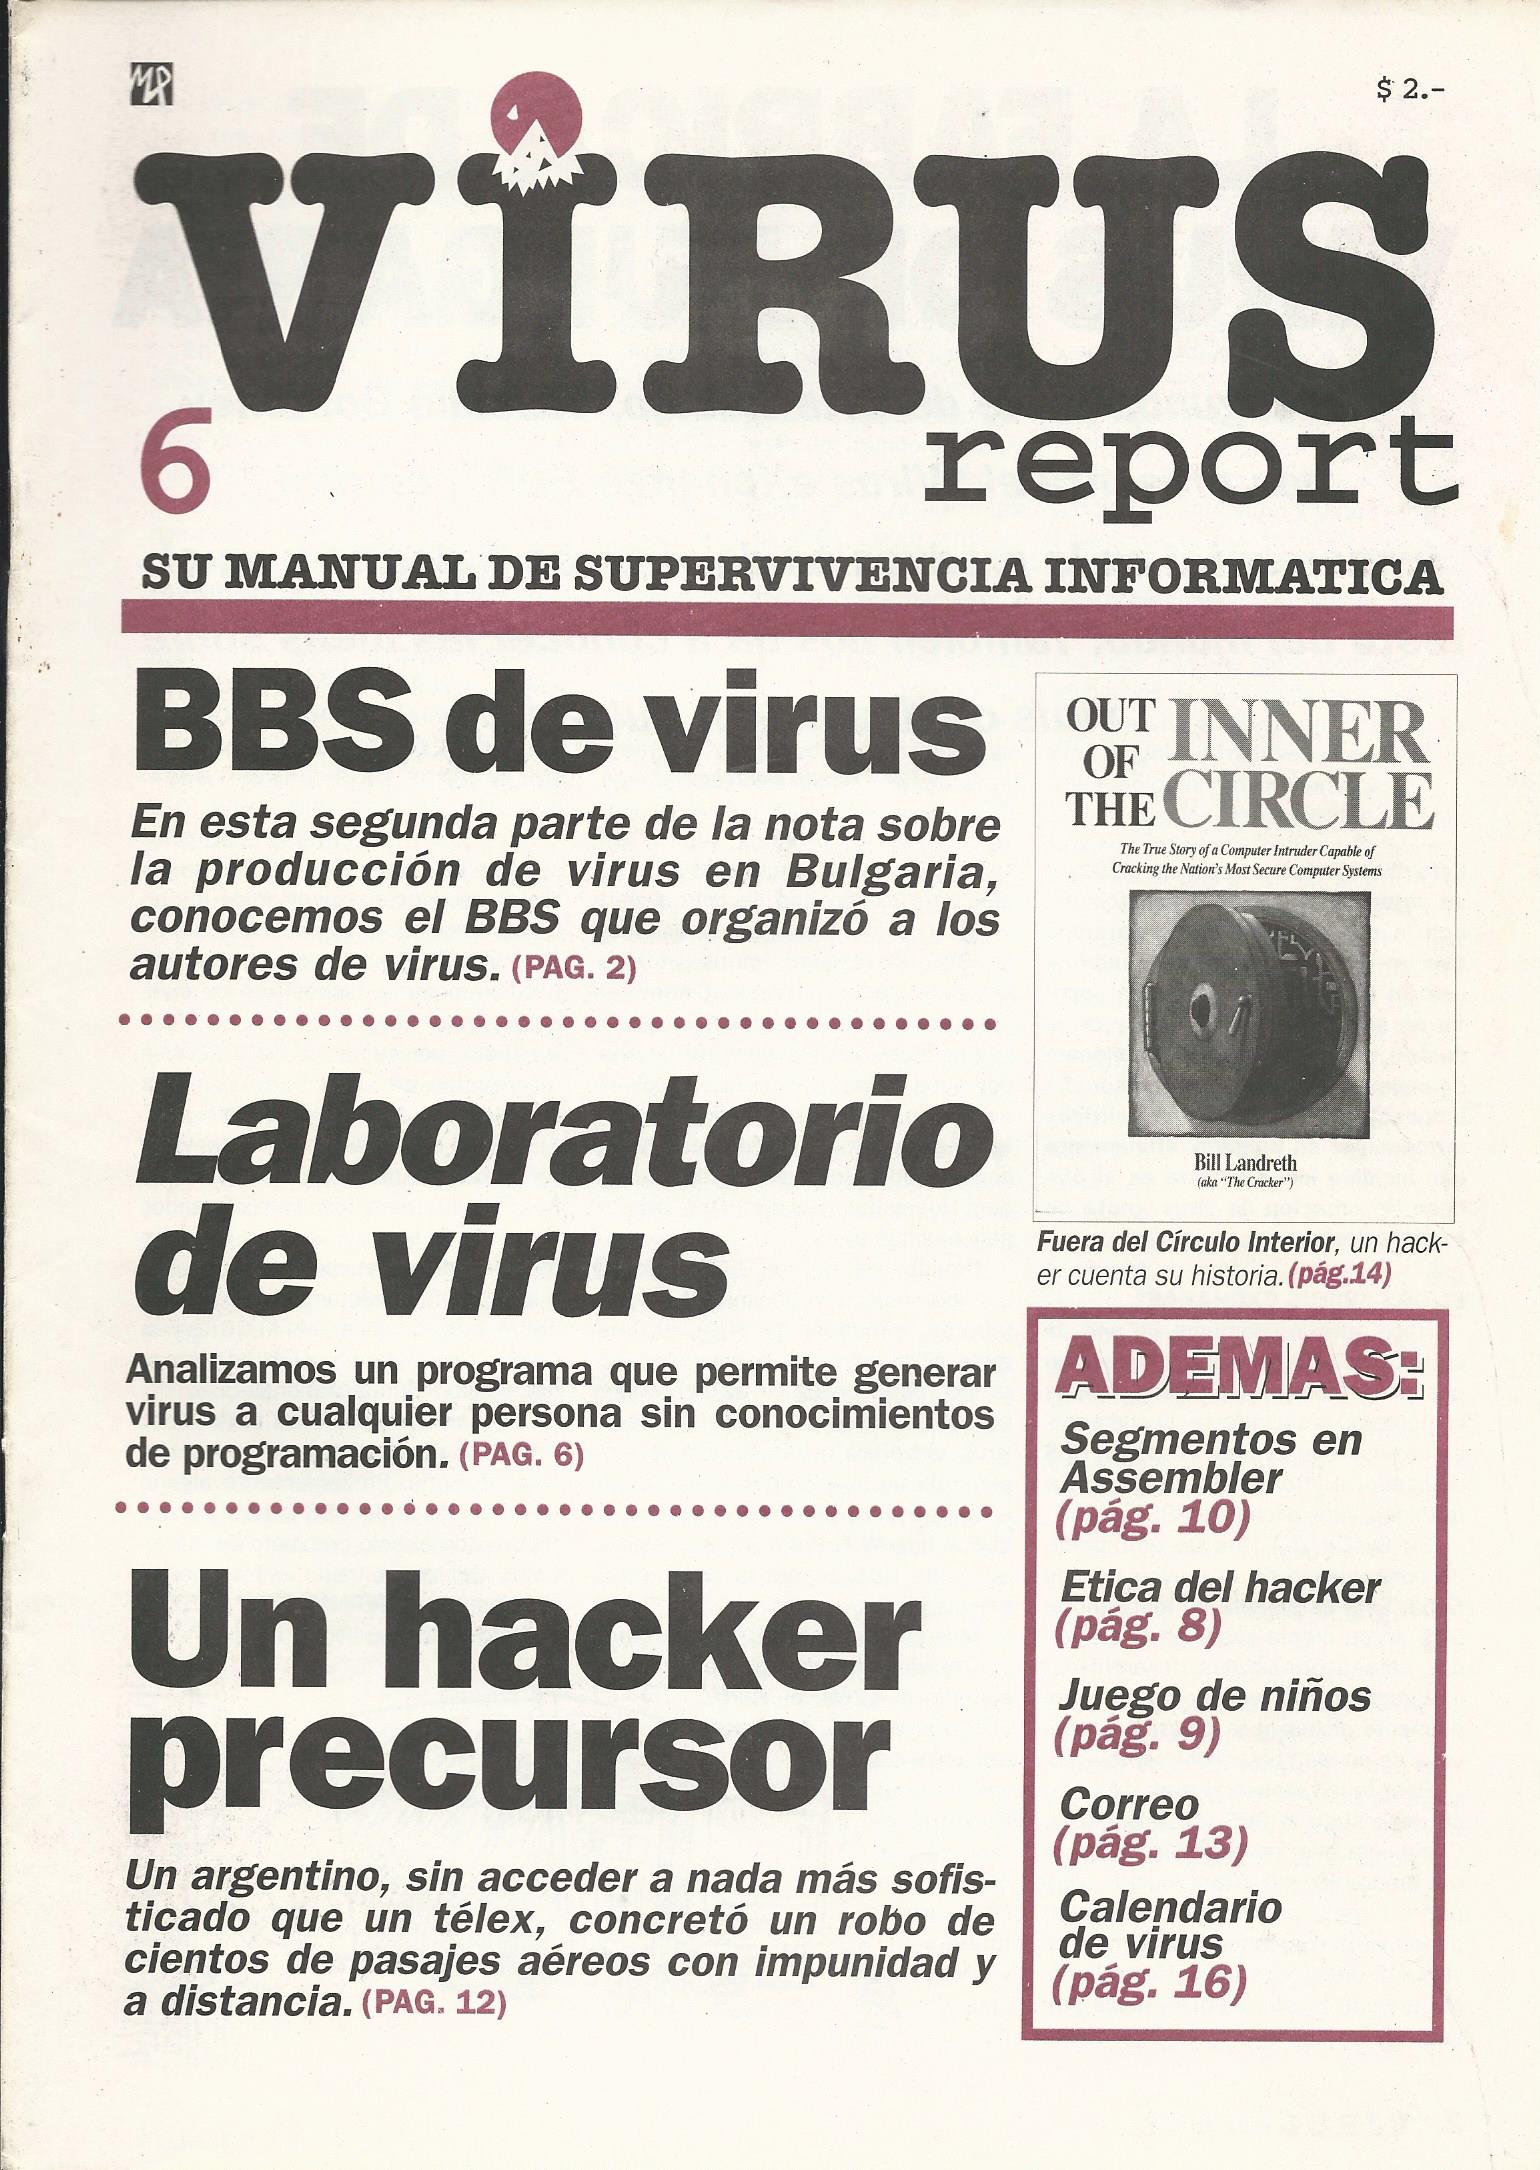 MP
$ 2.-
VIRUS
6
report
SU MANUAL DE SUPERVIVENCIA INFORMATICA
BBS de virus
En esta segunda parte de la nota sobre
la producción de virus en Bulgaria,
conocemos el BBS que organizó a los
autores de virus. (PAG. 2)
Laboratorio
de virus
Analizamos un programa que permite generar
virus a cualquier persona sin conocimientos
de programación. (PAG. 6)
Un hacker
precursor
Un argentino, sin acceder a nada más sofis-
ticado que un télex, concretó un robo de
cientos de pasajes aéreos con impunidad y
a distancia. (PAG. 12)
OUT
OF
THE
INNER
CIRCLE
The True Story of a Computer Intruder Capable of
Cracking the Nation's Most Secure Computer Systems
Bill Landreth
(aka "The Cracker")
Fuera del Círculo Interior, un hack-
er cuenta su historia. (pág.14)
ADEMAS:
Segmentos en
Assembler
(pág. 10)
Etica del hacker
(pág. 8)
Juego de niños
(pág. 9)
Correo
(pág. 13)
Calendario
de virus
(pág. 16)